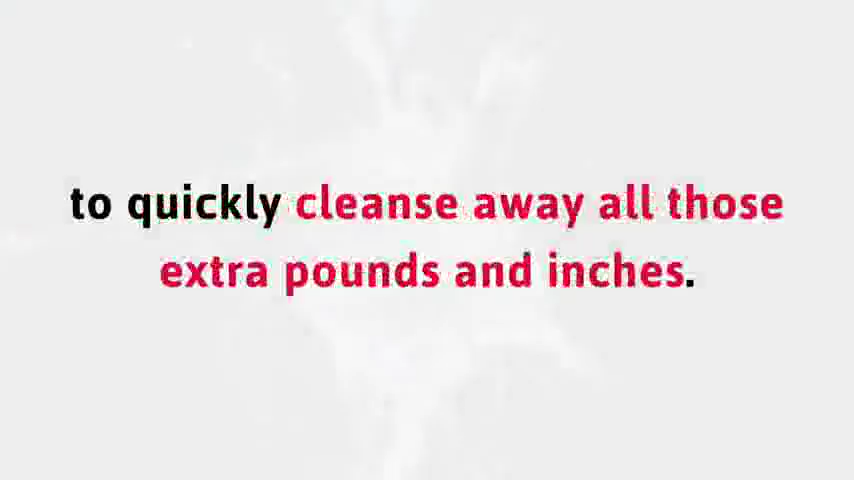 to quickly cleanse away all those
extra pounds and inches.